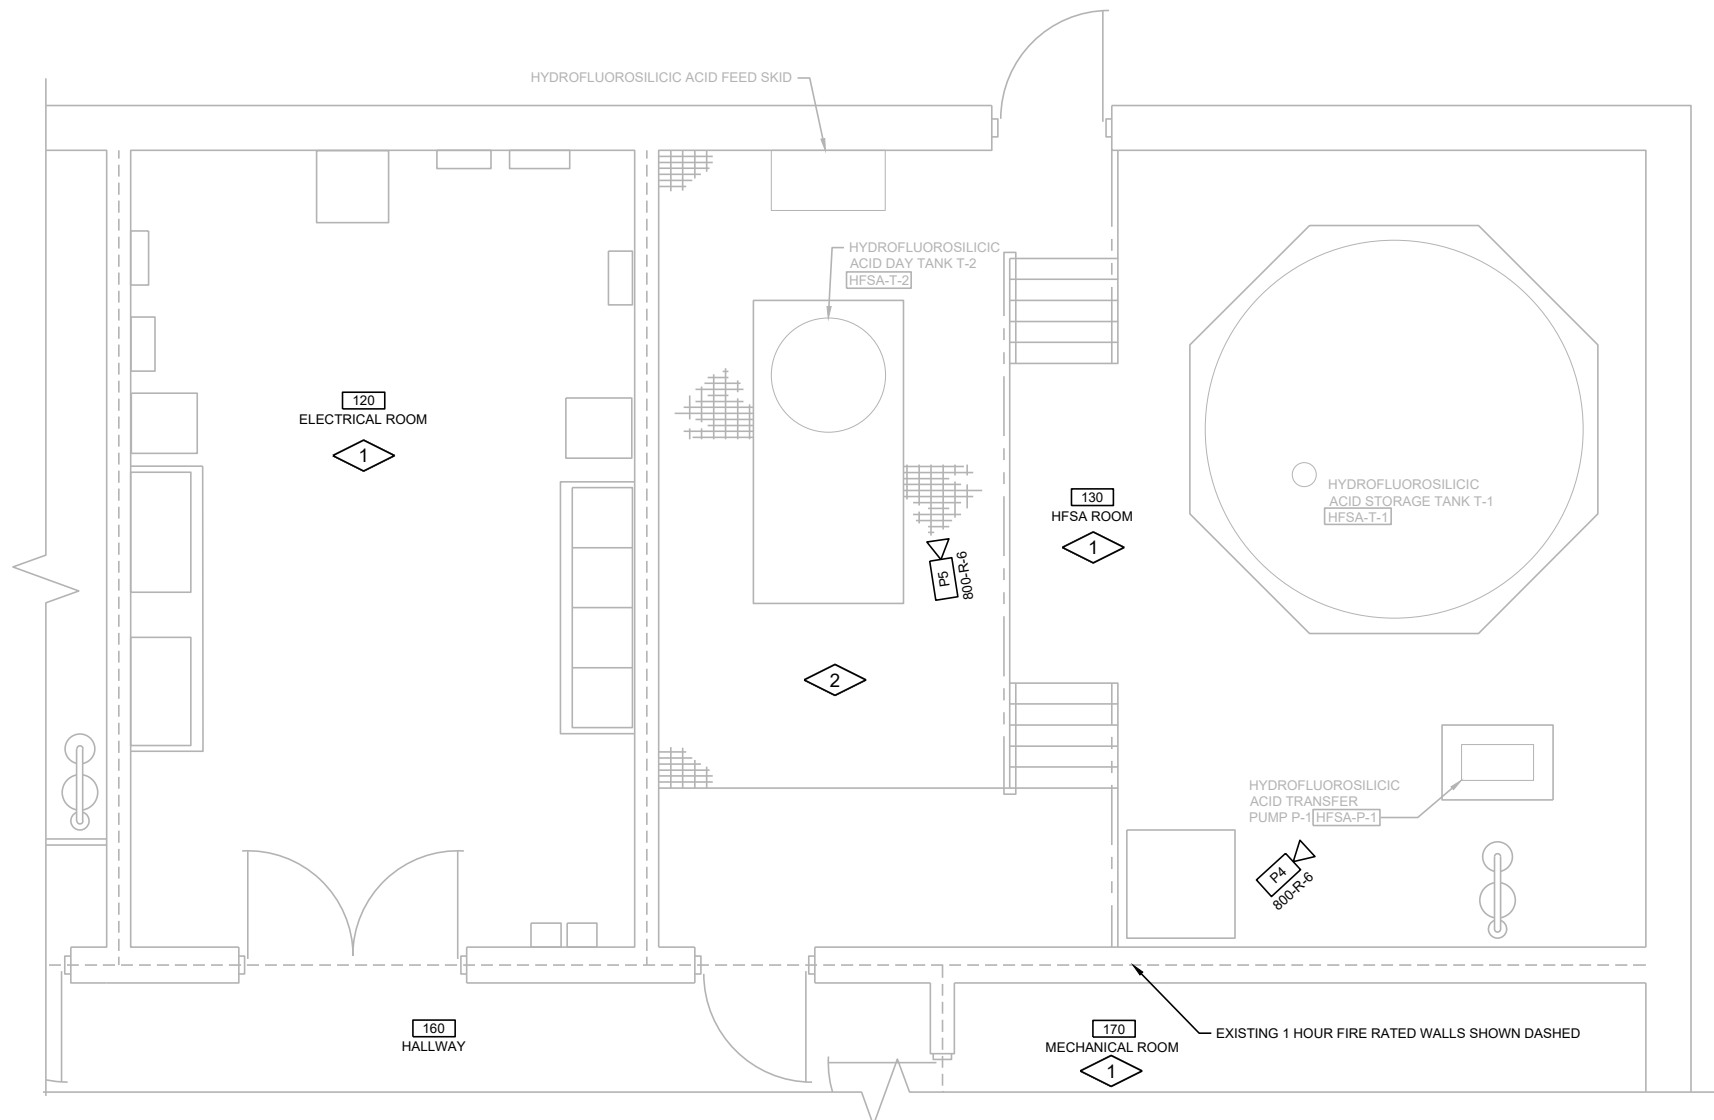 HYDROFLUOROSILICIC ACID FEED SKID
HYDROFLUOROSILICIC
ACID DAY TANK T-2
HFSA-T-2
120
ELECTRICAL ROOM
1
130
HFSA ROOM
1
HYDROFLUOROSILICIC
ACID STORAGE TANK T-1
HFSA-T-1
P5
800-R-6
2
HYDROFLUOROSILICIC
ACID TRANSFER
PUMP P-1 HFSA-P-1
P4
800-R-6
160
HALLWAY
170
MECHANICAL ROOM
1
EXISTING 1 HOUR FIRE RATED WALLS SHOWN DASHED